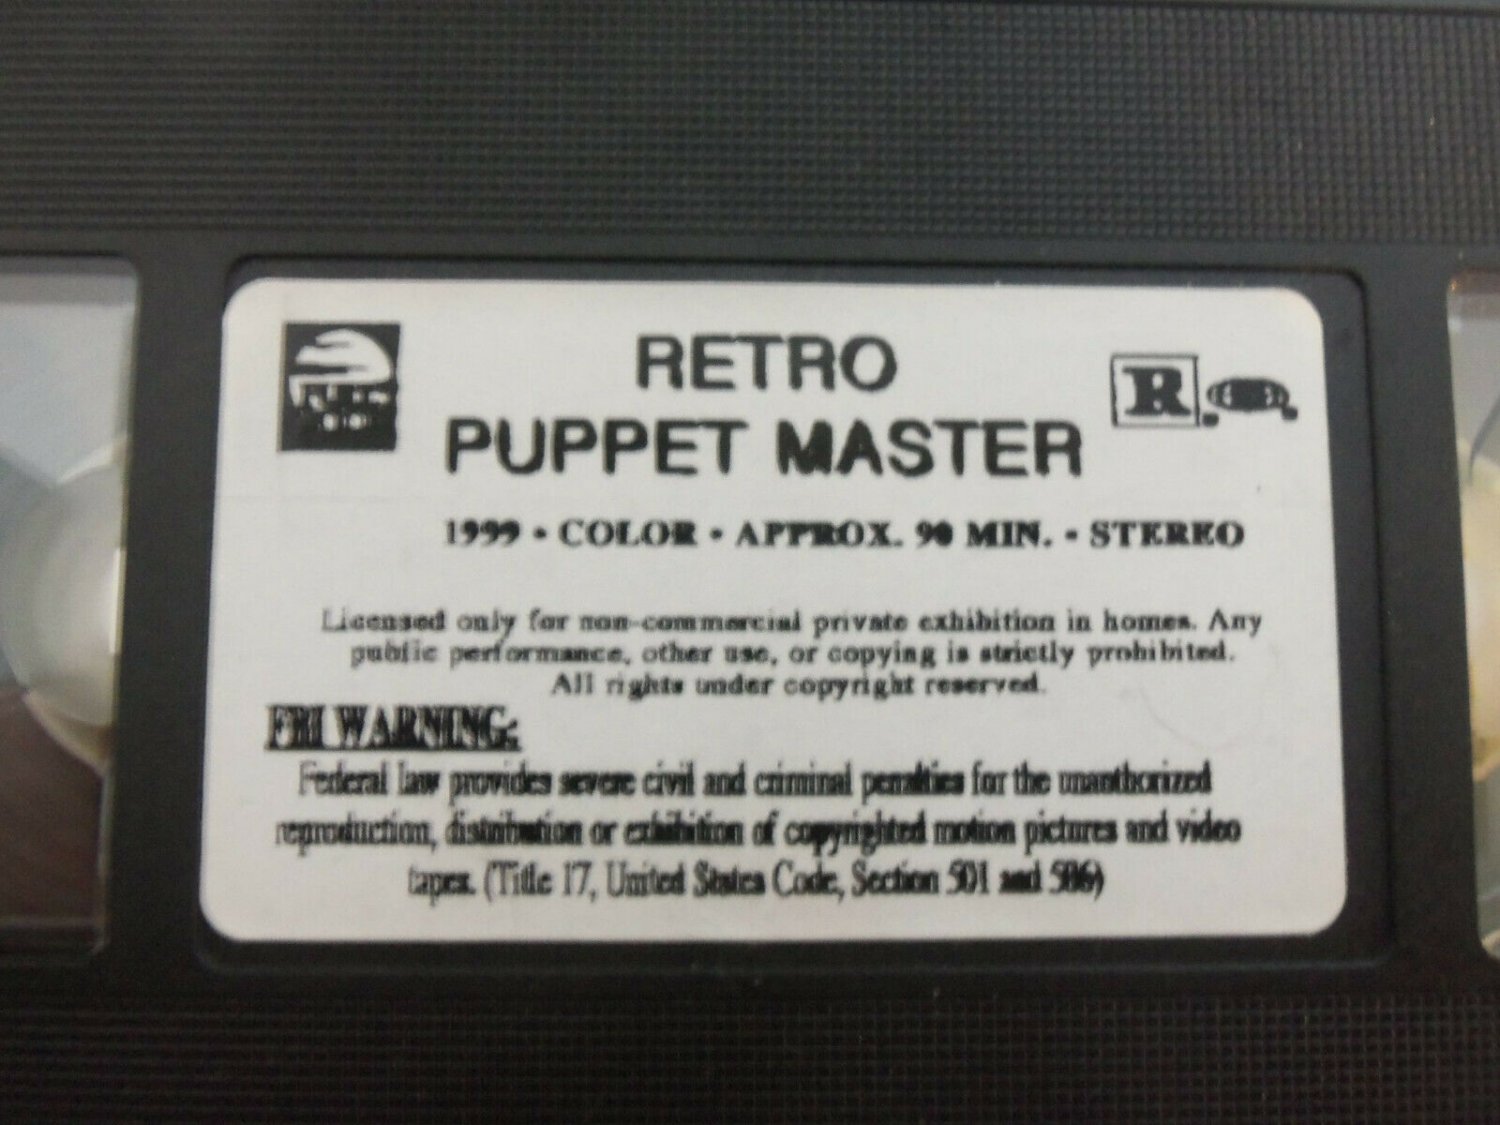 RETRO
PUPPET MASTER
R
1999 • COLOR • APPROX. 90 MIN. • STEREO
Licensed only for non-commercial private exhibition in homes. Any
public performance, other use, or copying is strictly prohibited.
All rights under copyright reserved.
FBI WARNING:
Federal law provides severe civil and criminal penalties for the unauthorized
reproduction, distribution or exhibition of copyrighted motion pictures and video
tapes. (Title 17, United States Code, Section 501 and 506)